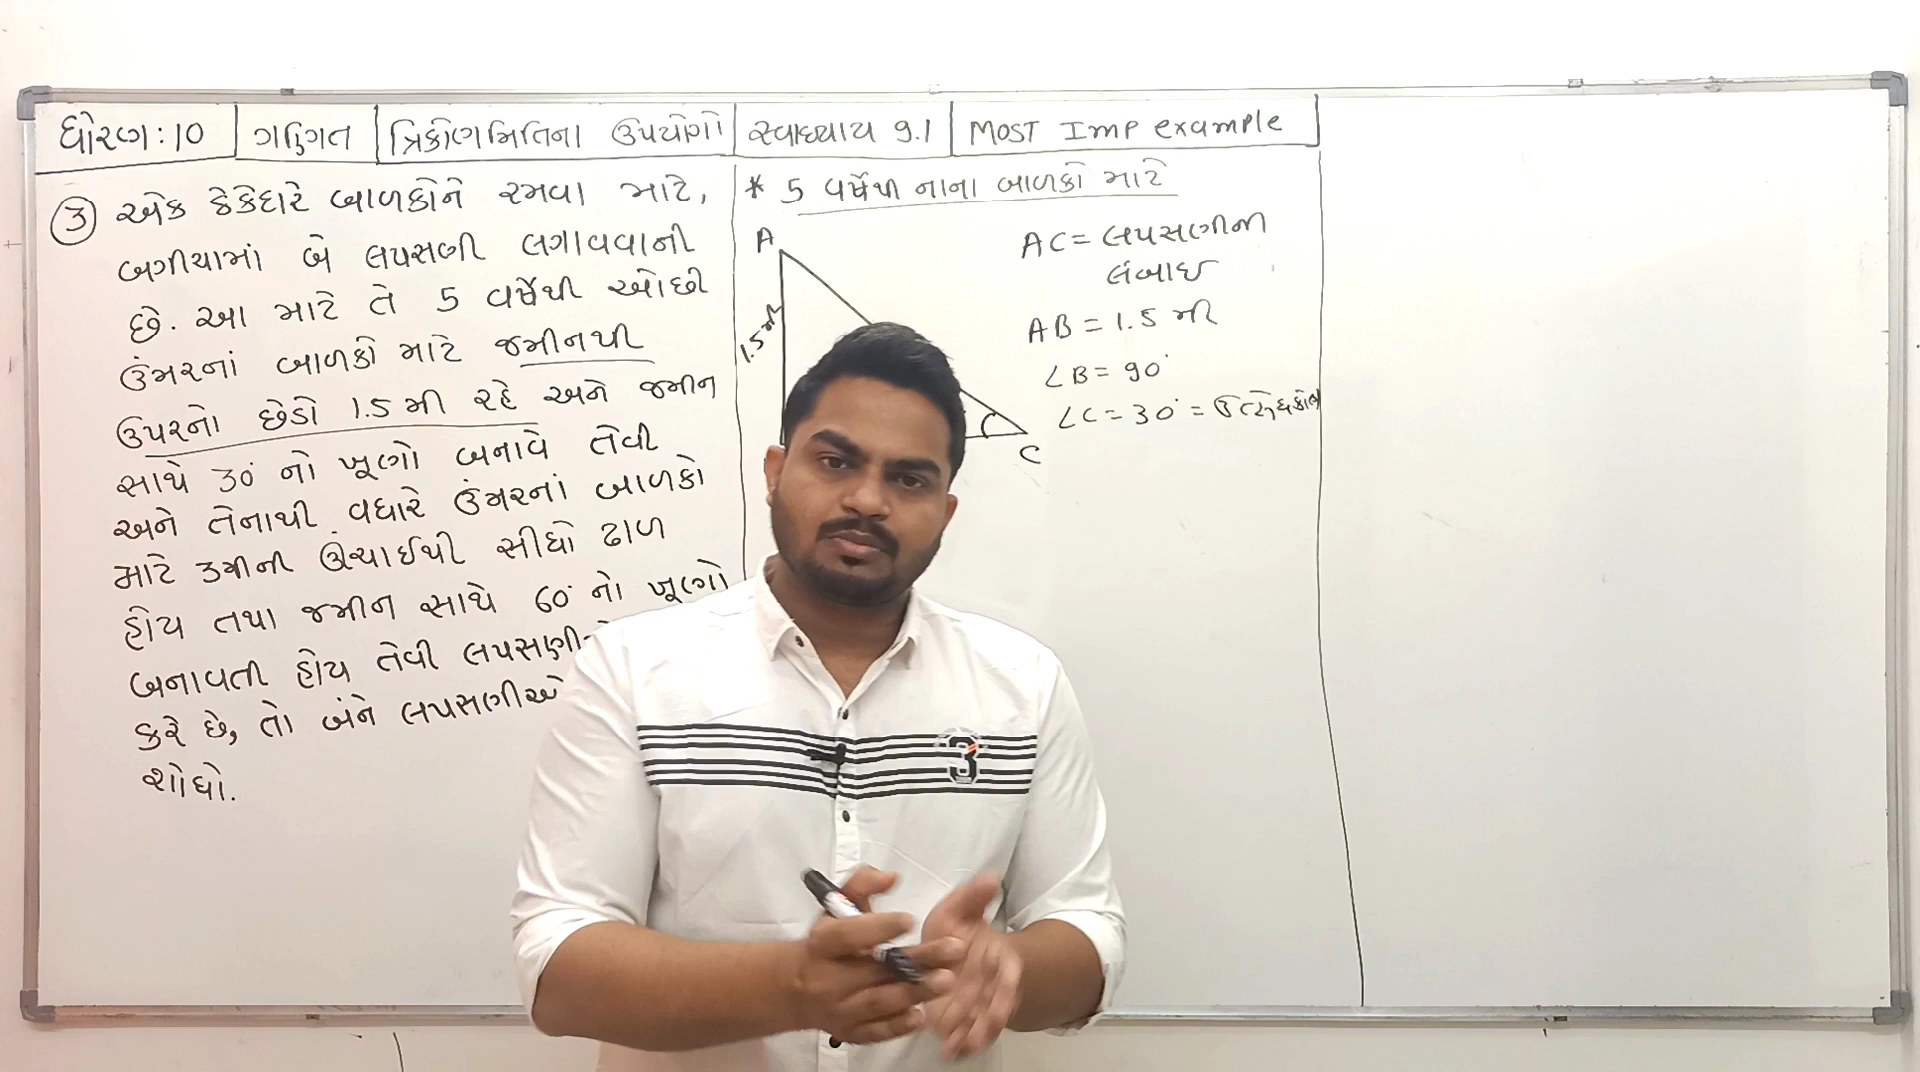 ધોરણ : 10 | ગણિત | ત્રિકોણમિતિના ઉપયોગો | સ્વાધ્યાય 9.1 | MOST Imp example
③ એક ઠેકેદારે બાળકોને રમવા માટે,
બગીચામાં બે લપસણી લગાવવાની
છે. આ માટે તે 5 વર્ષથી ઓછી
ઉંમરનાં બાળકો માટે જમીનથી
ઉપરનો છેડો 1.5 મી રહે અને જમીન
સાથે 30° નો ખૂણો બનાવે તેવી
અને તેનાથી વધારે ઉંમરનાં બાળકો
માટે 3મીની ઊંચાઈથી સીધો ઢાળ
હોય તથા જમીન સાથે 60° નો ખૂણો
બનાવતી હોય તેવી લપસણી
કરે છે, તો બંને લપસણીઓ
શોધો.
* 5 વર્ષથી નાના બાળકો માટે
A
1.5 મી
C
AC = લપસણીની
લંબાઈ
AB = 1.5 મી
∠B = 90°
∠C = 30° = ઉત્સેધકોણ
3